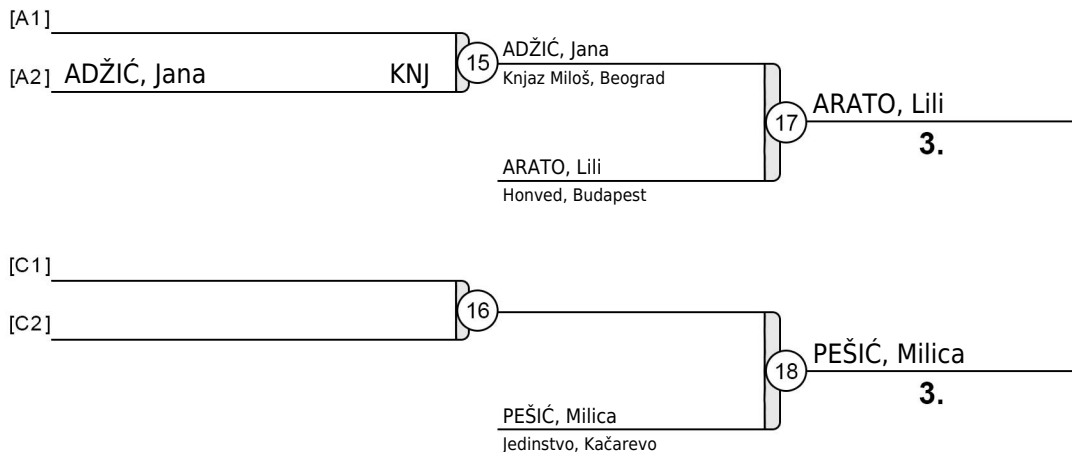 [A1]
[A2] ADŽIĆ, Jana KNJ
15
ADŽIĆ, Jana
Knjaz Miloš, Beograd
17
ARATO, Lili
3.
ARATO, Lili
Honved, Budapest
[C1]
[C2]
16
18
PEŠIĆ, Milica
3.
PEŠIĆ, Milica
Jedinstvo, Kačarevo